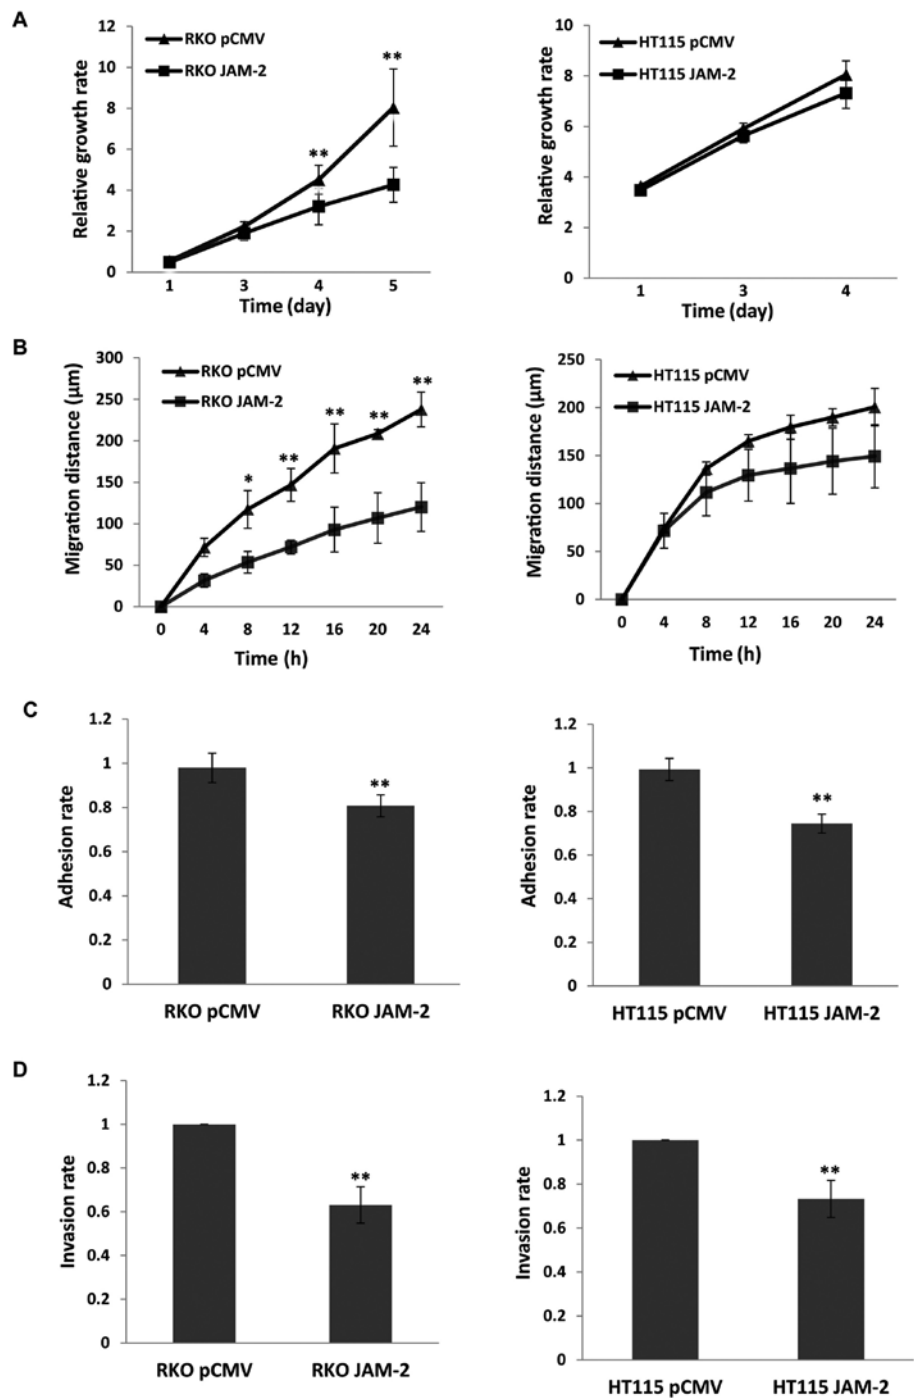 A
Relative growth rate
12
10
8
6
4
2
0
RKO pCMV
RKO JAM-2
**
**
1 3 4 5
Time (day)
Relative growth rate
10
8
6
4
2
0
HT115 pCMV
HT115 JAM-2
1 3 4
Time (day)
B
Migration distance (µm)
300
250
200
150
100
50
0
RKO pCMV
RKO JAM-2
* ** ** ** **
0 4 8 12 16 20 24
Time (h)
Migration distance (µm)
250
200
150
100
50
0
HT115 pCMV
HT115 JAM-2
0 4 8 12 16 20 24
Time (h)
C
Adhesion rate
1.2
1
0.8
0.6
0.4
0.2
0
**
RKO pCMV RKO JAM-2
Adhesion rate
1.2
1
0.8
0.6
0.4
0.2
0
**
HT115 pCMV HT115 JAM-2
D
Invasion rate
1.2
1
0.8
0.6
0.4
0.2
0
**
RKO pCMV RKO JAM-2
Invasion rate
1.2
1
0.8
0.6
0.4
0.2
0
**
HT115 pCMV HT115 JAM-2